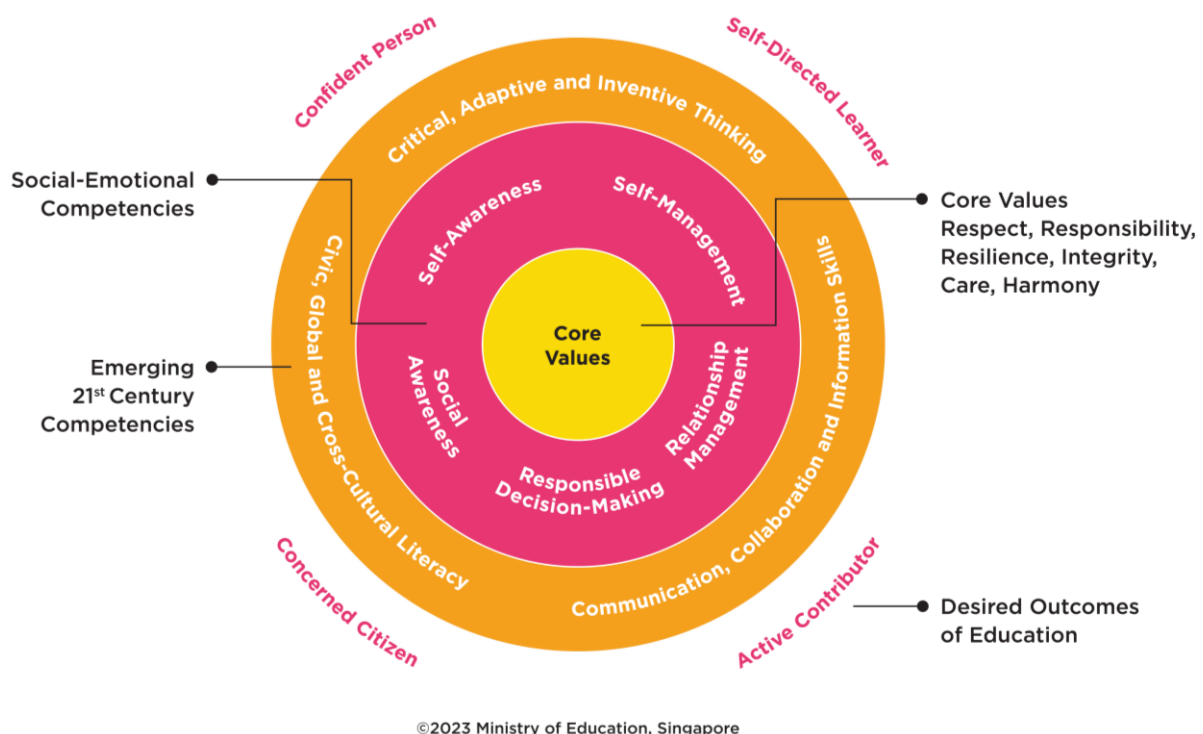 Confident Person
Self-Directed Learner
Critical, Adaptive and Inventive Thinking
Social-Emotional
Competencies
Self-Awareness
Self-Management
Core Values
Respect, Responsibility,
Resilience, Integrity,
Care, Harmony
Core
Values
Emerging
21st Century
Competencies
Civic, Global and Cross-Cultural Literacy
Social
Awareness
Relationship
Management
Responsible
Decision-Making
Communication, Collaboration and Information Skills
Concerned Citizen
Active Contributor
Desired Outcomes
of Education
©2023 Ministry of Education, Singapore